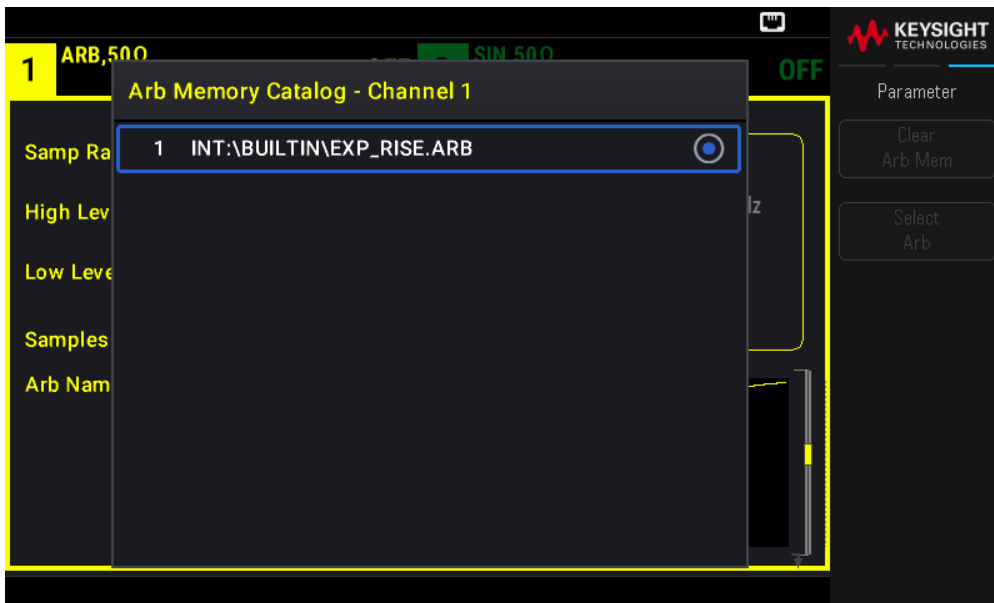 KEYSIGHT
TECHNOLOGIES
1 ARB,50Ω
SIN,50Ω
OFF
Parameter
Arb Memory Catalog - Channel 1
Clear
Arb Mem
1 INT:\BUILTIN\EXP_RISE.ARB
Samp Ra
High Lev
Select
Arb
Low Leve
Samples
Arb Nam